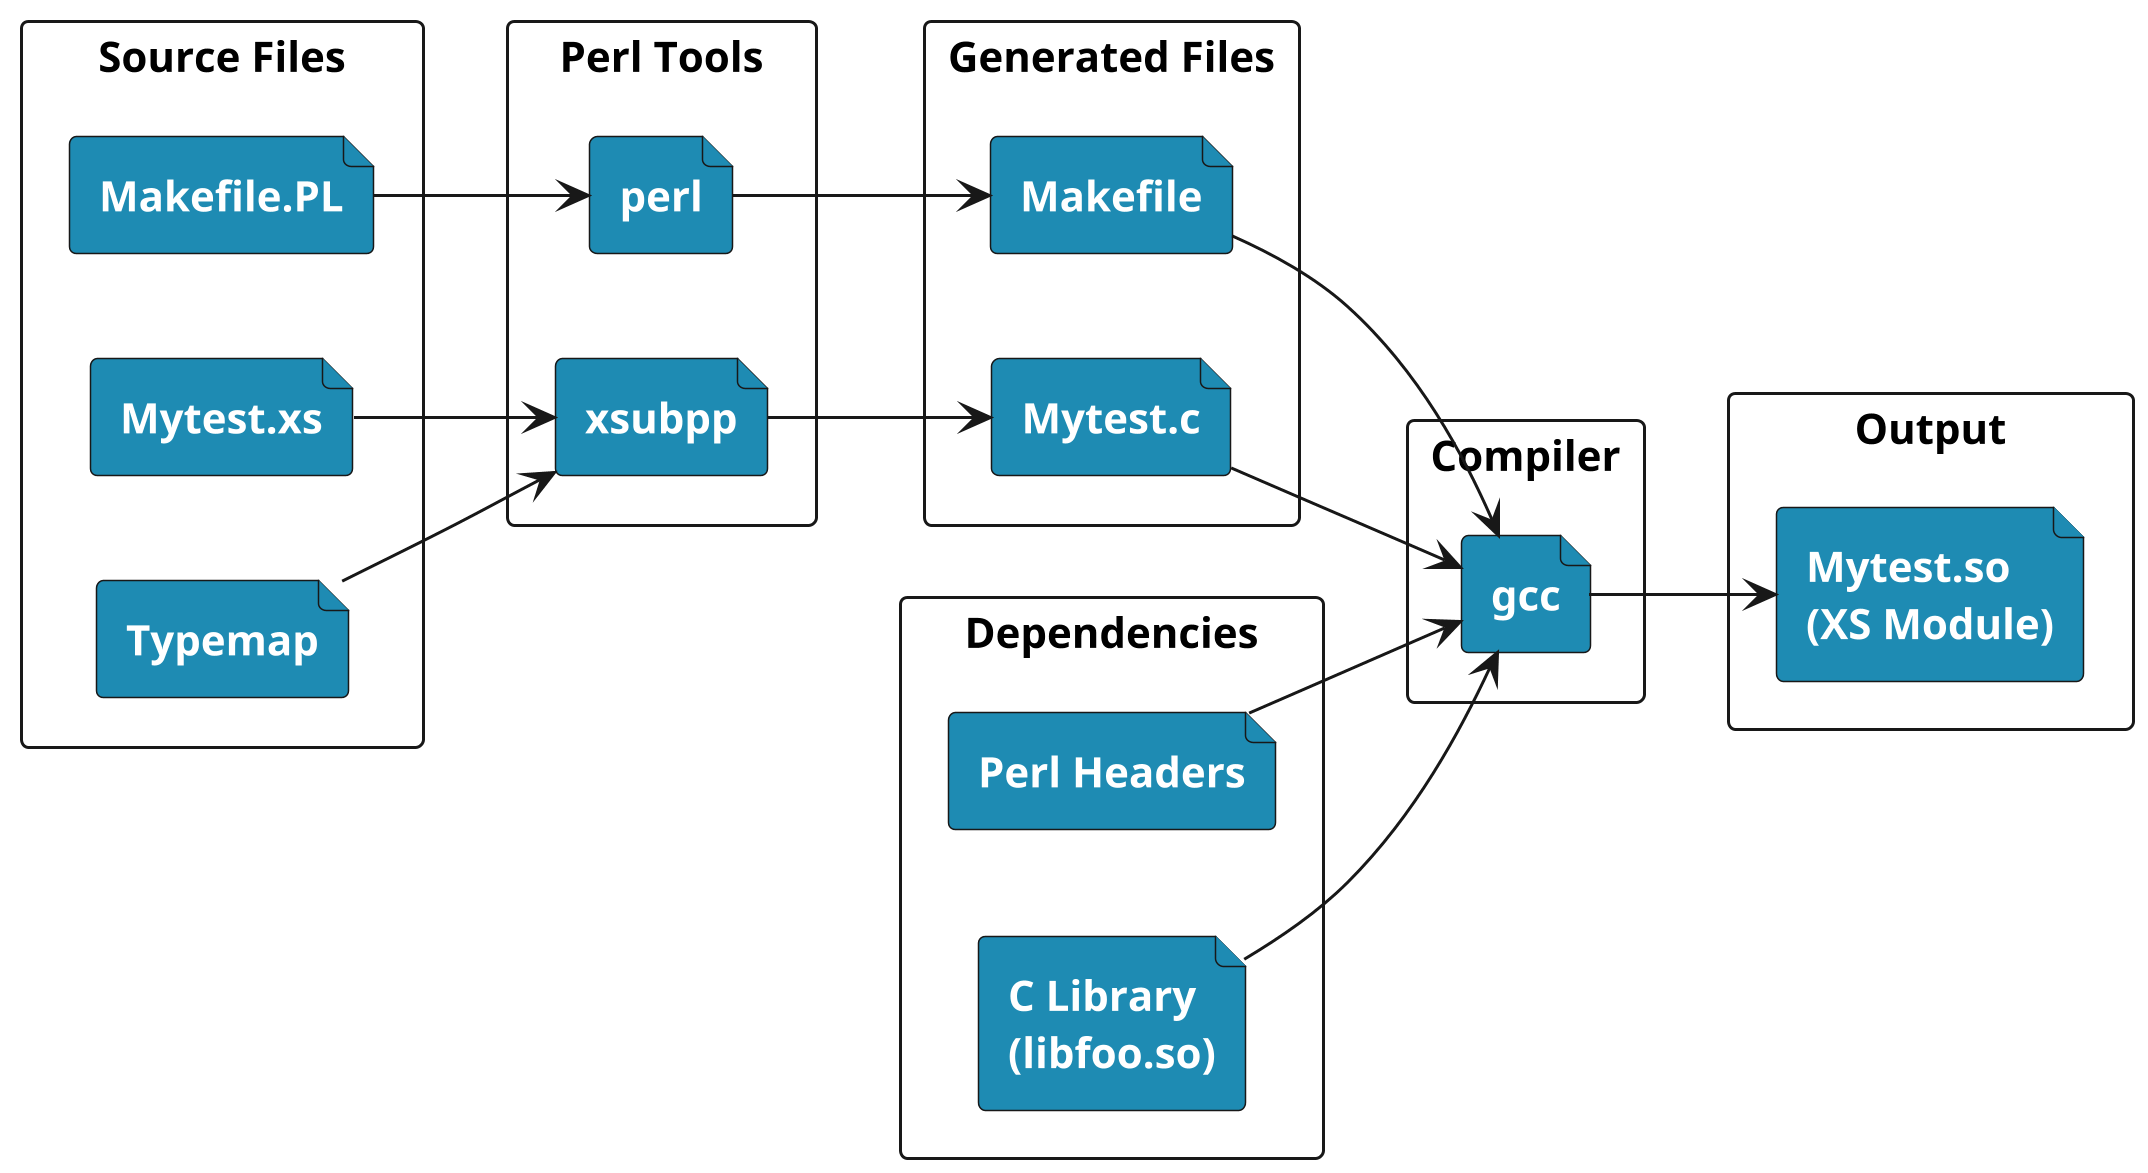 Source Files
Makefile.PL
Mytest.xs
Typemap
Perl Tools
perl
xsubpp
Generated Files
Makefile
Mytest.c
Dependencies
Perl Headers
C Library
(libfoo.so)
Compiler
gcc
Output
Mytest.so
(XS Module)